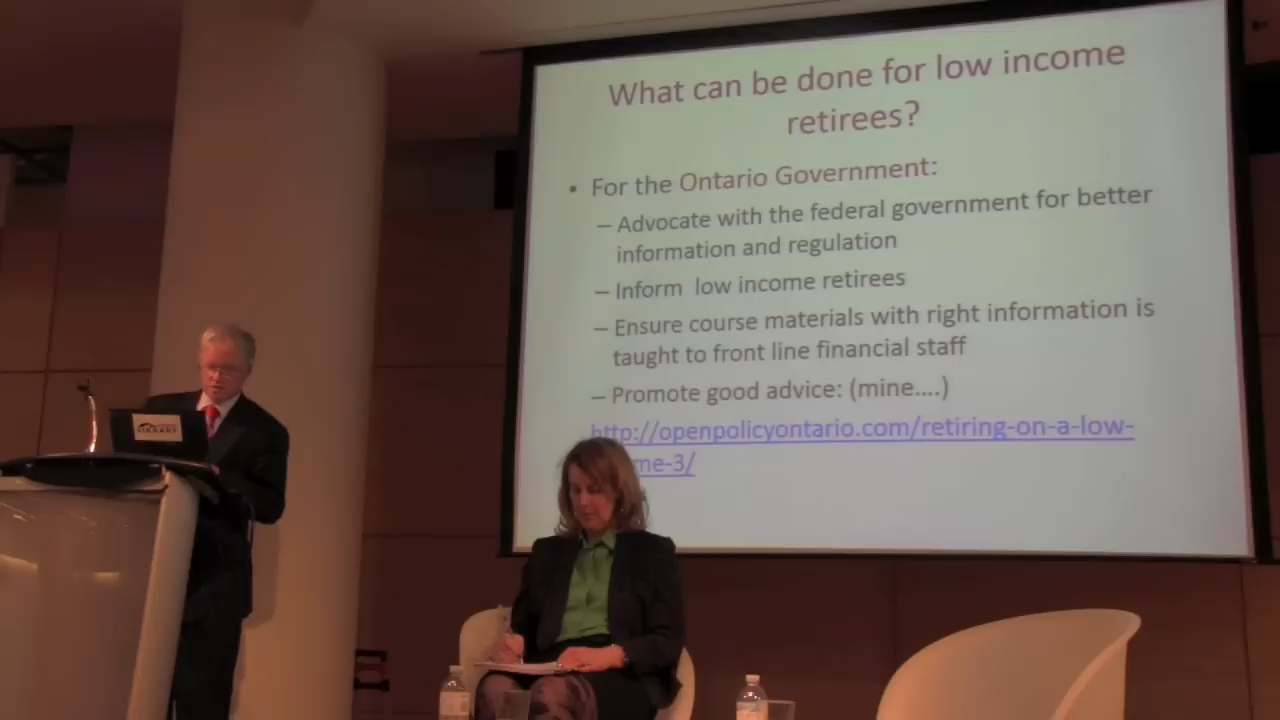 What can be done for low income
retirees?
• For the Ontario Government:
– Advocate with the federal government for better
information and regulation
– Inform low income retirees
– Ensure course materials with right information is
taught to front line financial staff
– Promote good advice: (mine....)
http://openpolicyontario.com/retiring-on-a-low-
me-3/
LIBRARY